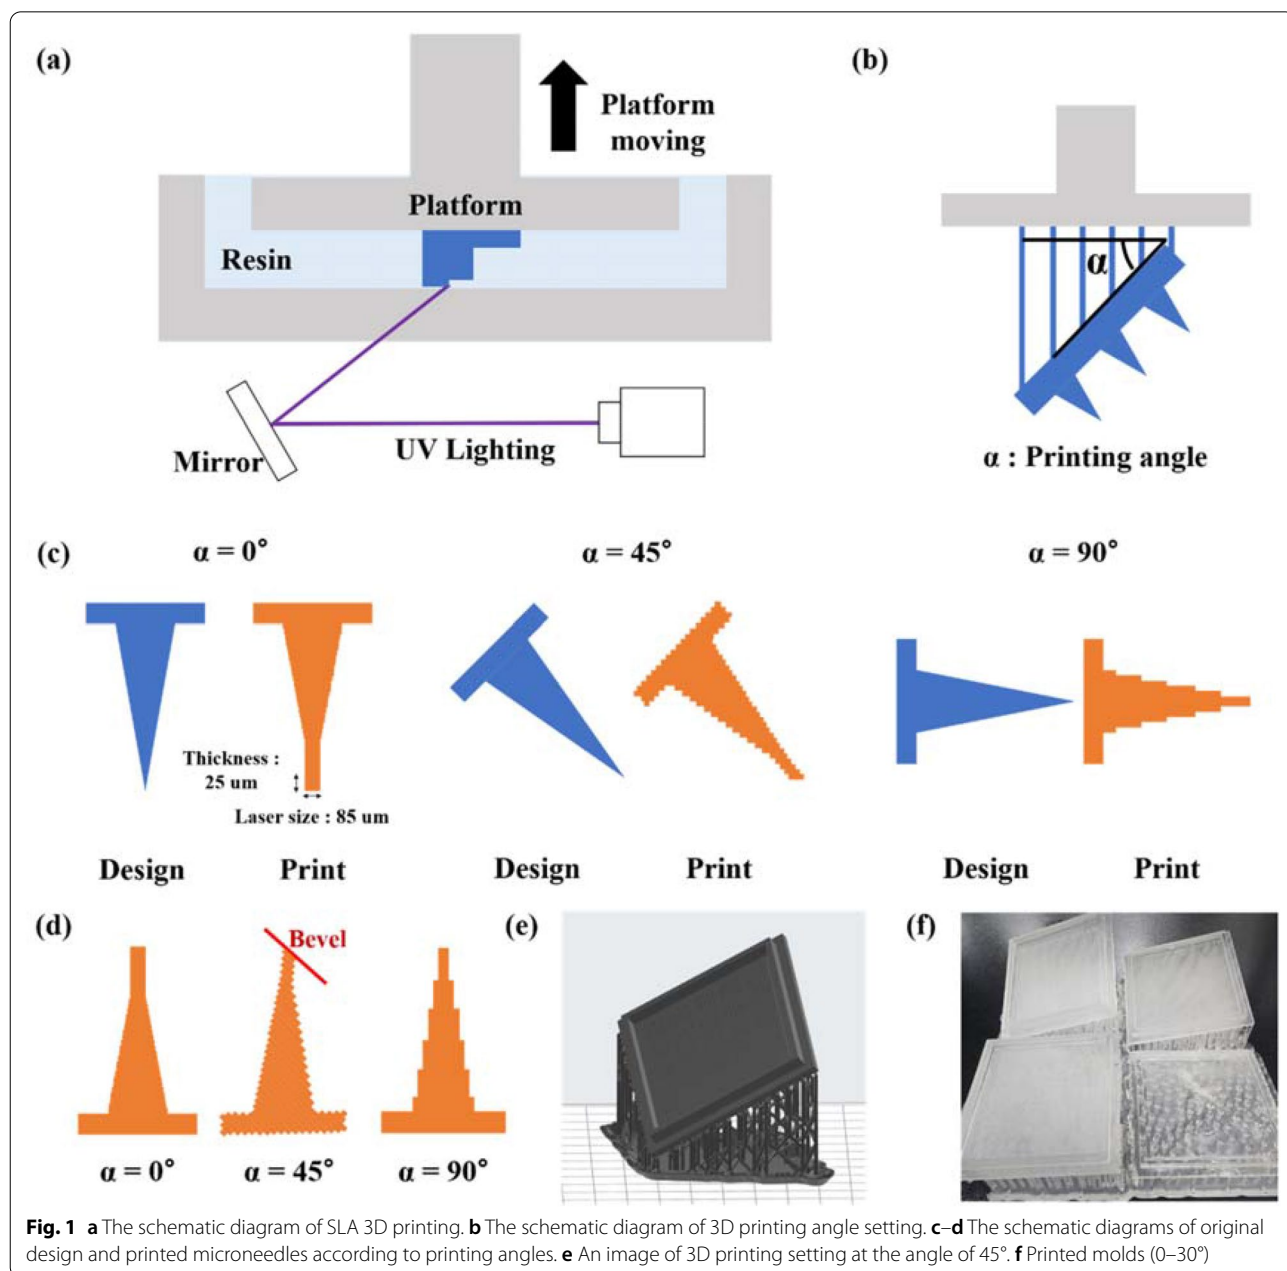 (a)
Platform
moving
Platform
Resin
Mirror
UV Lighting
(b)
α
α : Printing angle
(c)
α = 0°
α = 45°
α = 90°
Thickness :
25 um
Laser size : 85 um
Design
Print
Design
Print
Design
Print
(d)
Bevel
α = 0°
α = 45°
α = 90°
(e)
(f)
Fig. 1 a The schematic diagram of SLA 3D printing. b The schematic diagram of 3D printing angle setting. c–d The schematic diagrams of original
design and printed microneedles according to printing angles. e An image of 3D printing setting at the angle of 45°. f Printed molds (0–30°)